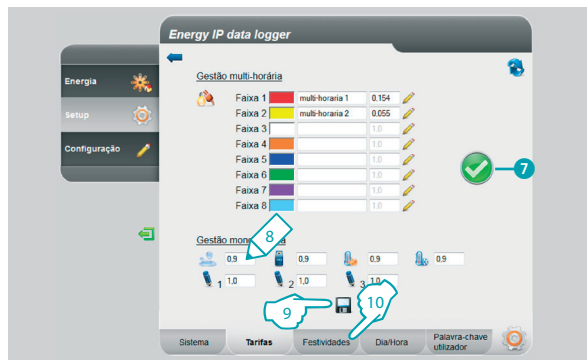 Energy IP data logger
Energia
Setup
Configuração
Gestão multi-horária
Faixa 1 multi-horaria 1 0.154
Faixa 2 multi-horaria 2 0.055
Faixa 3 1.0
Faixa 4 1.0
Faixa 5 1.0
Faixa 6 1.0
Faixa 7 1.0
Faixa 8 1.0
7
Gestão
8
0.9 0.9 0.9 0.9
1 1,0 2 1,0 3
9
10
Sistema Tarifas Festividades Dia/Hora Palavra-chave
utilizador